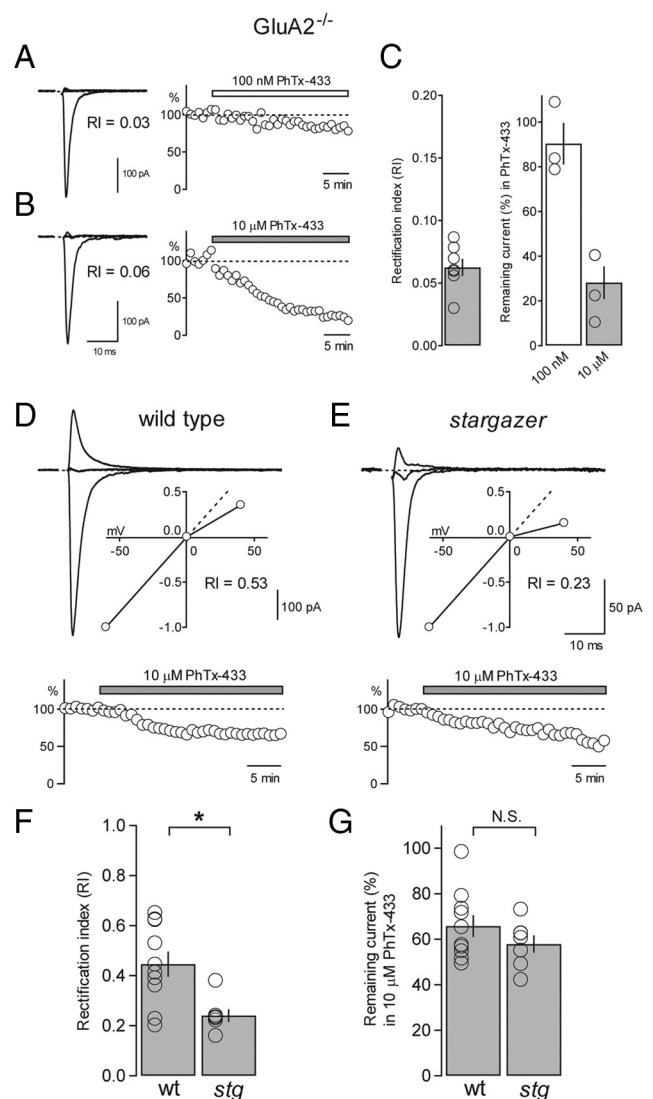 GluA2-/-
A
RI = 0.03
100 pA
%
100
50
0
100 nM PhTx-433
5 min
B
RI = 0.06
100 pA
10 ms
%
100
50
0
10 μM PhTx-433
5 min
C
Rectification index (RI)
0.20
0.15
0.10
0.05
0.00
Remaining current (%) in PhTx-433
100
80
60
40
20
0
100 nM
10 μM
D
wild type
mV
-50
0
50
0.5
0.0
-0.5
-1.0
RI = 0.53
100 pA
%
100
50
0
10 μM PhTx-433
5 min
E
stargazer
mV
-50
0
50
0.5
0.0
-0.5
-1.0
RI = 0.23
50 pA
10 ms
%
100
50
0
10 μM PhTx-433
5 min
F
Rectification index (RI)
1.0
0.8
0.6
0.4
0.2
0.0
*
wt
stg
G
Remaining current (%)
in 10 μM PhTx-433
100
80
60
40
20
0
N.S.
wt
stg